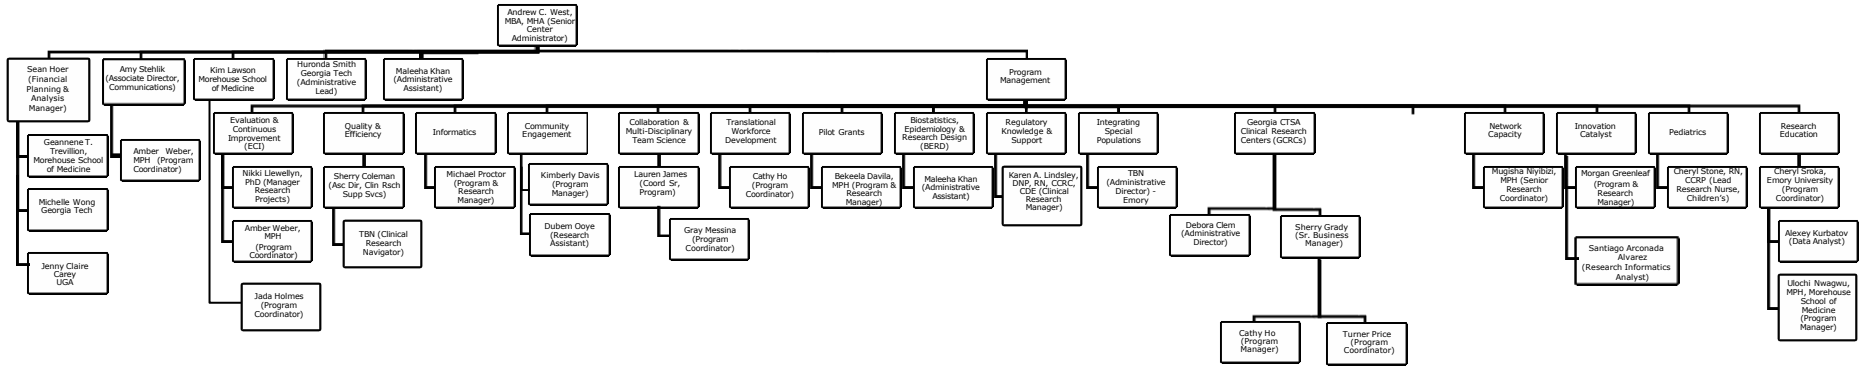 Andrew C. West,
MBA, MHA (Senior
Center
Administrator)
Sean Hoer
(Financial
Planning &
Analysis
Manager)
Amy Stehlik
(Associate Director,
Communications)
Kim Lawson
Morehouse School
of Medicine
Huronda Smith
Georgia Tech
(Administrative
Lead)
Maleeha Khan
(Administrative
Assistant)
Program
Management
Geannene T.
Trevillion,
Morehouse School
of Medicine
Michelle Wong
Georgia Tech
Jenny Claire
Carey
UGA
Amber Weber,
MPH (Program
Coordinator)
Jada Holmes
(Program
Coordinator)
Evaluation &
Continuous
Improvement
(ECI)
Nikki Llewellyn,
PhD (Manager
Research
Projects)
Amber Weber,
MPH
(Program
Coordinator)
Quality &
Efficiency
Sherry Coleman
(Asc Dir, Clin Rsch
Supp Svcs)
TBN (Clinical
Research
Navigator)
Informatics
Michael Proctor
(Program &
Research
Manager)
Community
Engagement
Kimberly Davis
(Program
Manager)
Dubem Ooye
(Research
Assistant)
Collaboration &
Multi-Disciplinary
Team Science
Lauren James
(Coord Sr,
Program)
Gray Messina
(Program
Coordinator)
Translational
Workforce
Development
Cathy Ho
(Program
Coordinator)
Pilot Grants
Bekeela Davila,
MPH (Program &
Research
Manager)
Biostatistics,
Epidemiology &
Research Design
(BERD)
Maleeha Khan
(Administrative
Assistant)
Regulatory
Knowledge &
Support
Karen A. Lindsley,
DNP, RN, CCRC,
CDE (Clinical
Research
Manager)
Integrating
Special
Populations
TBN
(Administrative
Director) -
Emory
Georgia CTSA
Clinical Research
Centers (GCRCs)
Debora Clem
(Administrative
Director)
Sherry Grady
(Sr. Business
Manager)
Cathy Ho
(Program
Manager)
Turner Price
(Program
Coordinator)
Network
Capacity
Mugisha Niyibizi,
MPH (Senior
Research
Coordinator)
Innovation
Catalyst
Morgan Greenleaf
(Program &
Research
Manager)
Santiago Arconada
Alvarez
(Research Informatics
Analyst)
Pediatrics
Cheryl Stone, RN,
CCRP (Lead
Research Nurse,
Children's)
Research
Education
Cheryl Sroka,
Emory University
(Program
Coordinator)
Alexey Kurbatov
(Data Analyst)
Ulochi Nwagwu,
MPH, Morehouse
School of
Medicine
(Program
Manager)